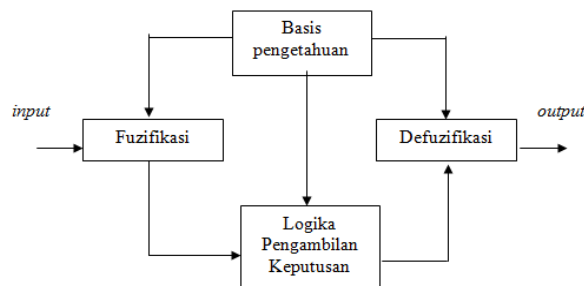 Basis
pengetahuan
input
output
Fuzifikasi
Defuzifikasi
Logika
Pengambilan
Keputusan